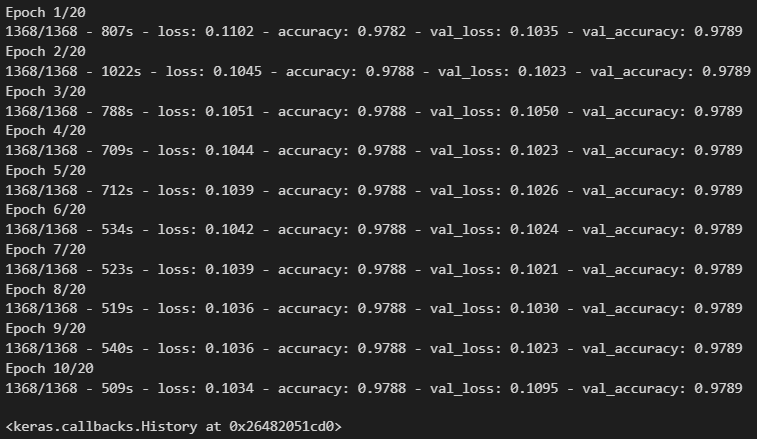 Epoch 1/20
1368/1368 - 807s - loss: 0.1102 - accuracy: 0.9782 - val_loss: 0.1035 - val_accuracy: 0.9789
Epoch 2/20
1368/1368 - 1022s - loss: 0.1045 - accuracy: 0.9788 - val_loss: 0.1023 - val_accuracy: 0.9789
Epoch 3/20
1368/1368 - 788s - loss: 0.1051 - accuracy: 0.9788 - val_loss: 0.1050 - val_accuracy: 0.9789
Epoch 4/20
1368/1368 - 709s - loss: 0.1044 - accuracy: 0.9788 - val_loss: 0.1023 - val_accuracy: 0.9789
Epoch 5/20
1368/1368 - 712s - loss: 0.1039 - accuracy: 0.9788 - val_loss: 0.1026 - val_accuracy: 0.9789
Epoch 6/20
1368/1368 - 534s - loss: 0.1042 - accuracy: 0.9788 - val_loss: 0.1024 - val_accuracy: 0.9789
Epoch 7/20
1368/1368 - 523s - loss: 0.1039 - accuracy: 0.9788 - val_loss: 0.1021 - val_accuracy: 0.9789
Epoch 8/20
1368/1368 - 519s - loss: 0.1036 - accuracy: 0.9788 - val_loss: 0.1030 - val_accuracy: 0.9789
Epoch 9/20
1368/1368 - 540s - loss: 0.1036 - accuracy: 0.9788 - val_loss: 0.1023 - val_accuracy: 0.9789
Epoch 10/20
1368/1368 - 509s - loss: 0.1034 - accuracy: 0.9788 - val_loss: 0.1095 - val_accuracy: 0.9789
<keras.callbacks.History at 0x26482051cd0>